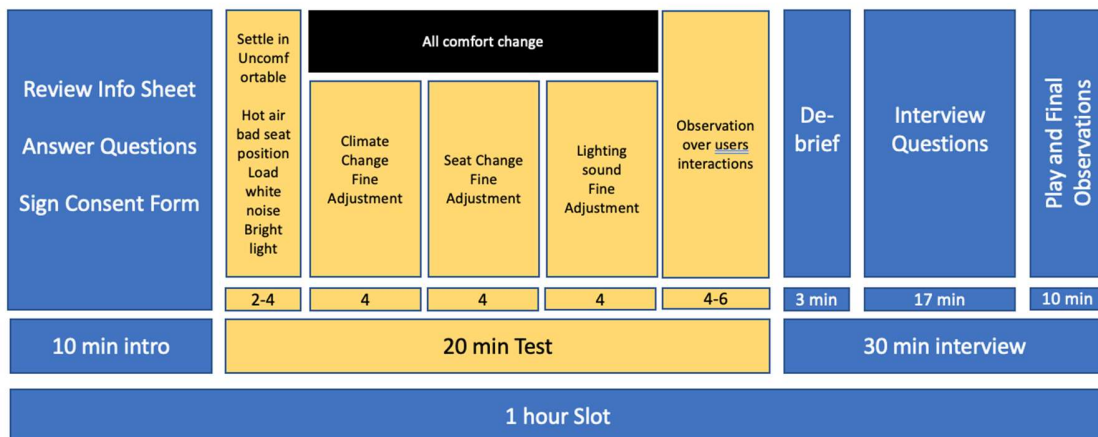 Review Info Sheet
Answer Questions
Sign Consent Form
Settle in
Uncomf
ortable
Hot air
bad seat
position
Load
white
noise
Bright
light
All comfort change
Climate
Change
Fine
Adjustment
Seat Change
Fine
Adjustment
Lighting
sound
Fine
Adjustment
Observation
over users
interactions
De-
brief
Interview
Questions
Play and Final
Observations
2-4
4
4
4
4-6
3 min
17 min
10 min
10 min intro
20 min Test
30 min interview
1 hour Slot